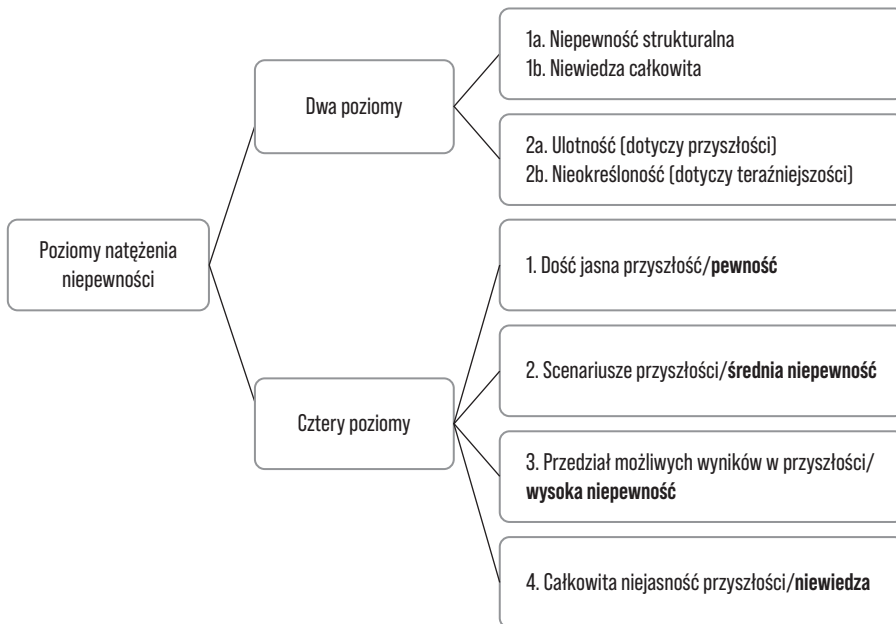 Poziomy natężenia
niepewności
Dwa poziomy
1a. Niepewność strukturalna
1b. Niewiedza całkowita
2a. Ulotność (dotyczy przyszłości)
2b. Nieokreśloność (dotyczy teraźniejszości)
Cztery poziomy
1. Dość jasna przyszłość/pewność
2. Scenariusze przyszłości/średnia niepewność
3. Przedział możliwych wyników w przyszłości/
wysoka niepewność
4. Całkowita niejasność przyszłości/niewiedza